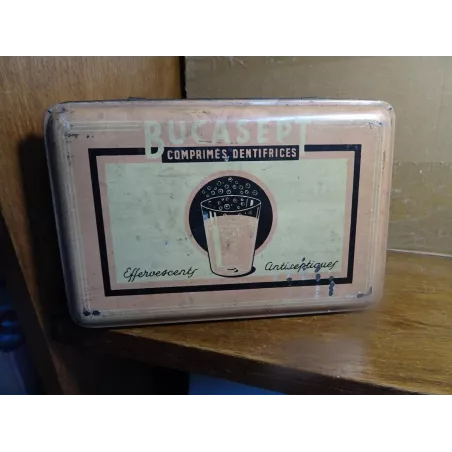 BUCASEPT
COMPRIMÉS DENTIFRICES
Effervescents antiseptiques